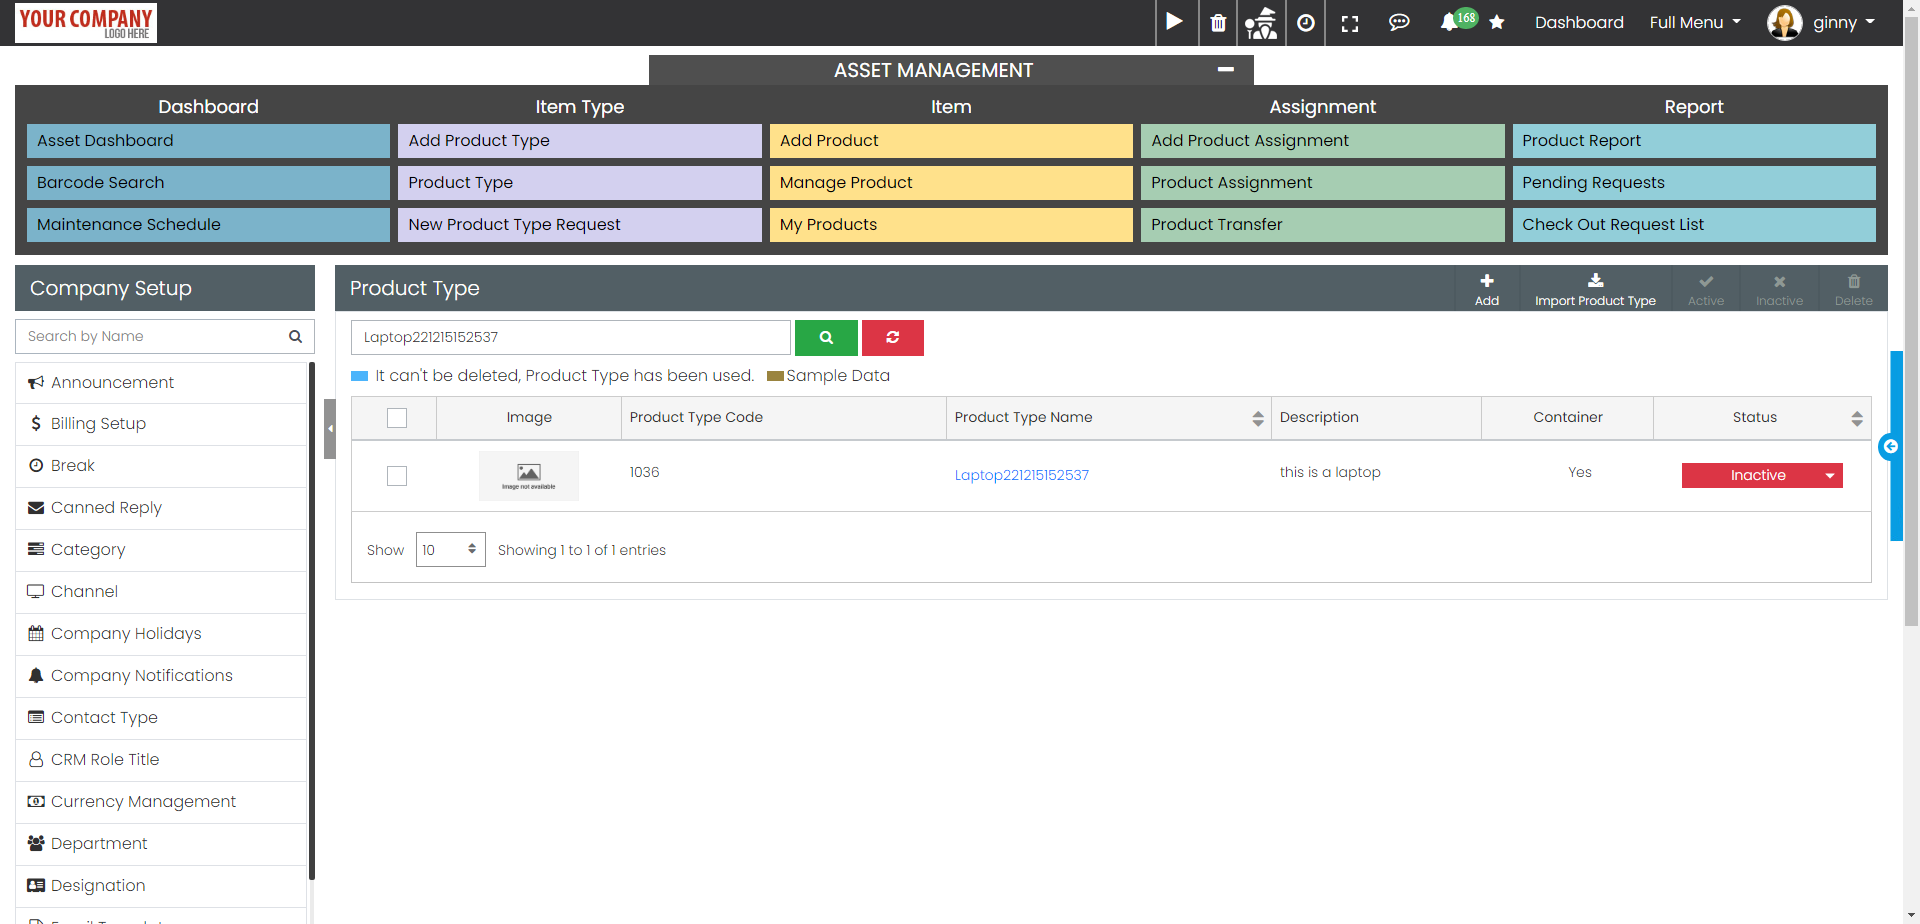 YOUR COMPANY
LOGO HERE
168
Dashboard
Full Menu
ginny
ASSET MANAGEMENT
Dashboard
Item Type
Item
Assignment
Report
Asset Dashboard
Add Product Type
Add Product
Add Product Assignment
Product Report
Barcode Search
Product Type
Manage Product
Product Assignment
Pending Requests
Maintenance Schedule
New Product Type Request
My Products
Product Transfer
Check Out Request List
Company Setup
Search by Name
Announcement
Billing Setup
Break
Canned Reply
Category
Channel
Company Holidays
Company Notifications
Contact Type
CRM Role Title
Currency Management
Department
Designation
Product Type
Add
Import Product Type
Active
Inactive
Delete
Laptop221215152537
It can't be deleted, Product Type has been used.
Sample Data
Image
Product Type Code
Product Type Name
Description
Container
Status
Image not available
1036
Laptop221215152537
this is a laptop
Yes
Inactive
Show
10
Showing 1 to 1 of 1 entries